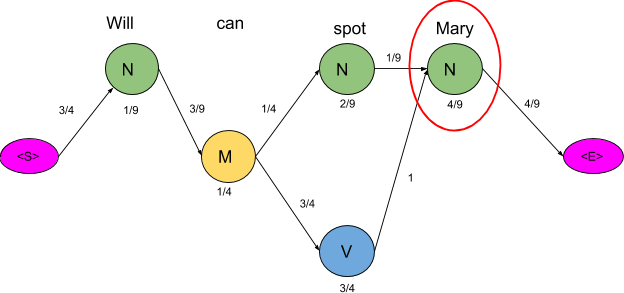 Will can spot Mary
N N N
1/9
3/4 1/9 3/9 1/4 2/9 4/9 4/9
<S> M <E>
1/4
3/4 1
V
3/4